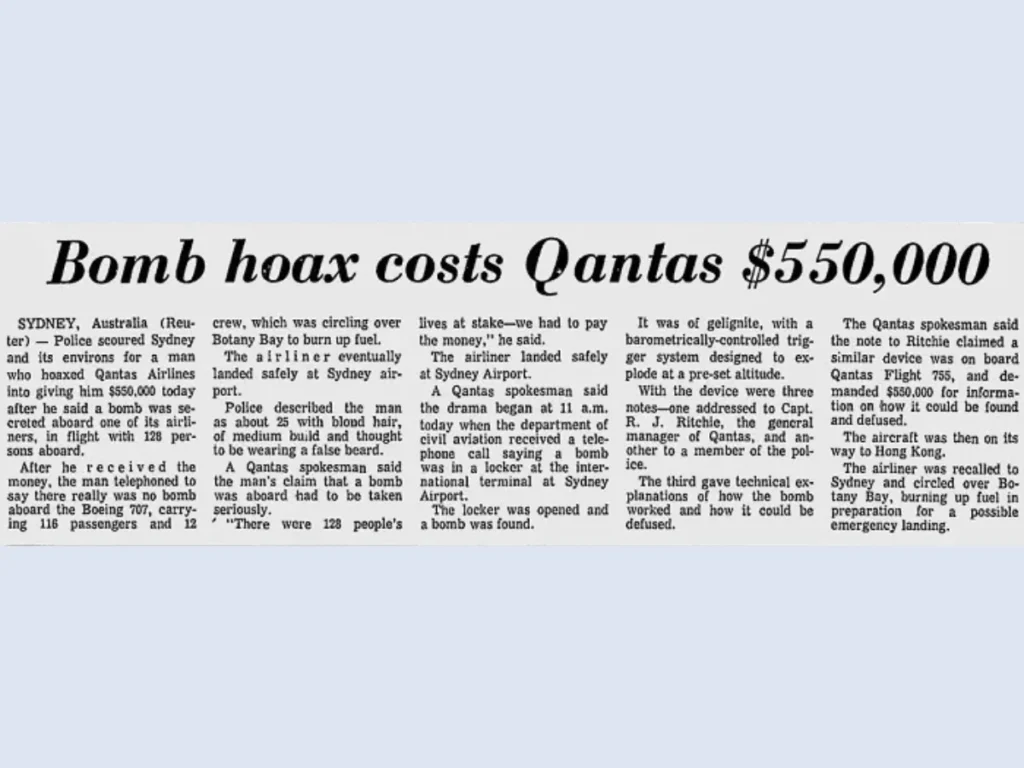 Bomb hoax costs Qantas $550,000
SYDNEY, Australia (Reu-
ter) — Police scoured Sydney
and its environs for a man
who hoaxed Qantas Airlines
into giving him $550,000 today
after he said a bomb was se-
creted aboard one of its airli-
ners, in flight with 128 per-
sons aboard.
After he received the
money, the man telephoned to
say there really was no bomb
aboard the Boeing 707, carry-
ing 116 passengers and 12
crew, which was circling over
Botany Bay to burn up fuel.
The airliner eventually
landed safely at Sydney air-
port.
Police described the man
as about 25 with blond hair,
of medium build and thought
to be wearing a false beard.
A Qantas spokesman said
the man's claim that a bomb
was aboard had to be taken
seriously.
"There were 128 people's
lives at stake—we had to pay
the money," he said.
The airliner landed safely
at Sydney Airport.
A Qantas spokesman said
the drama began at 11 a.m.
today when the department of
civil aviation received a tele-
phone call saying a bomb
was in a locker at the inter-
national terminal at Sydney
Airport.
The locker was opened and
a bomb was found.
It was of gelignite, with a
barometrically-controlled trig-
ger system designed to ex-
plode at a pre-set altitude.
With the device were three
notes—one addressed to Capt.
R. J. Ritchie, the general
manager of Qantas, and an-
other to a member of the pol-
ice.
The third gave technical ex-
planations of how the bomb
worked and how it could be
defused.
The Qantas spokesman said
the note to Ritchie claimed a
similar device was on board
Qantas Flight 755, and de-
manded $550,000 for informa-
tion on how it could be found
and defused.
The aircraft was then on its
way to Hong Kong.
The airliner was recalled to
Sydney and circled over Bo-
tany Bay, burning up fuel in
preparation for a possible
emergency landing.